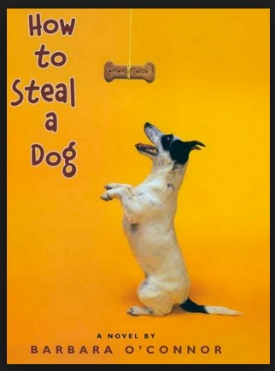 How
to
Steal
a
Dog
A NOVEL BY
BARBARA O'CONNOR